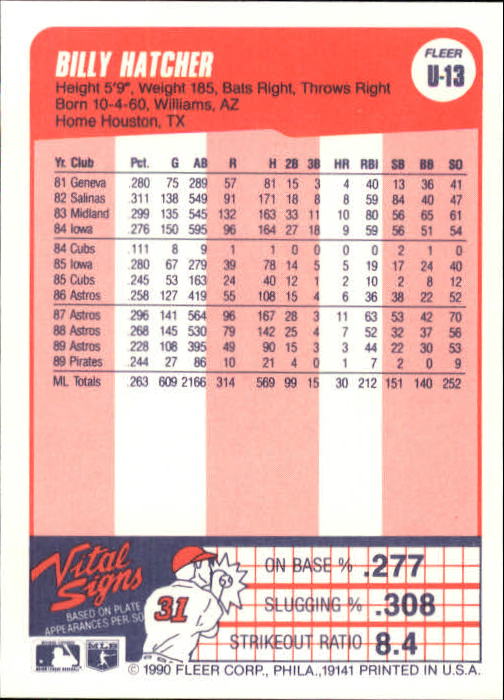 BILLY HATCHER
FLEER
U-13
Height 5'9", Weight 185, Bats Right, Throws Right
Born 10-4-60, Williams, AZ
Home Houston, TX
Yr. Club Pct. G AB R H 2B 3B HR RBI SB BB SO
81 Geneva .280 75 289 57 81 15 3 4 40 13 36 41
82 Salinas .311 138 549 91 171 18 8 8 59 84 40 47
83 Midland .299 135 545 132 163 33 11 10 80 56 65 61
84 Iowa .276 150 595 96 164 27 18 9 59 56 51 54
84 Cubs .111 8 9 1 1 0 0 0 0 2 1 0
85 Iowa .280 67 279 39 78 14 5 5 19 17 24 40
85 Cubs .245 53 163 24 40 12 1 2 10 2 8 12
86 Astros .258 127 419 55 108 15 4 6 36 38 22 52
87 Astros .296 141 564 96 167 28 3 11 63 53 42 70
88 Astros .268 145 530 79 142 25 4 7 52 32 37 56
89 Astros .228 108 395 49 90 15 3 3 44 22 30 53
89 Pirates .244 27 86 10 21 4 0 1 7 2 0 9
ML Totals .263 609 2166 314 569 99 15 30 212 151 140 252
Vital
Signs
BASED ON PLATE
APPEARANCES PER SO
31
ON BASE % .277
SLUGGING % .308
STRIKEOUT RATIO 8.4
© 1990 FLEER CORP., PHILA.,19141 PRINTED IN U.S.A.